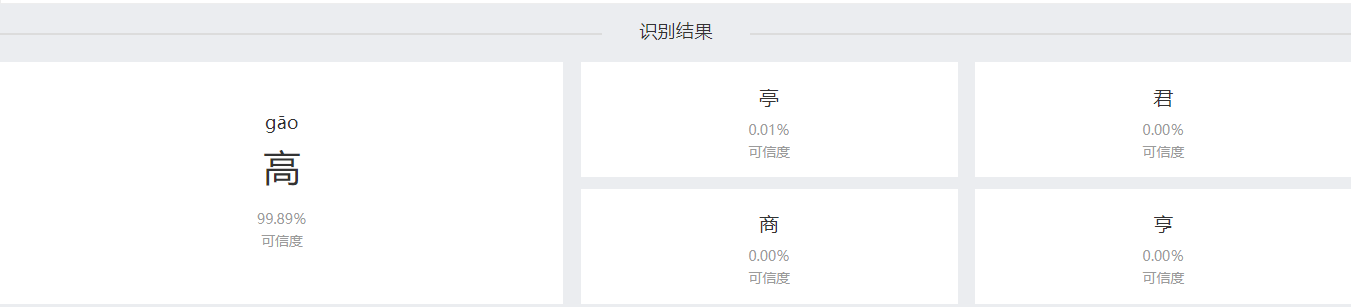 识别结果
gāo
高
99.89%
可信度
亭
0.01%
可信度
君
0.00%
可信度
商
0.00%
可信度
亨
0.00%
可信度